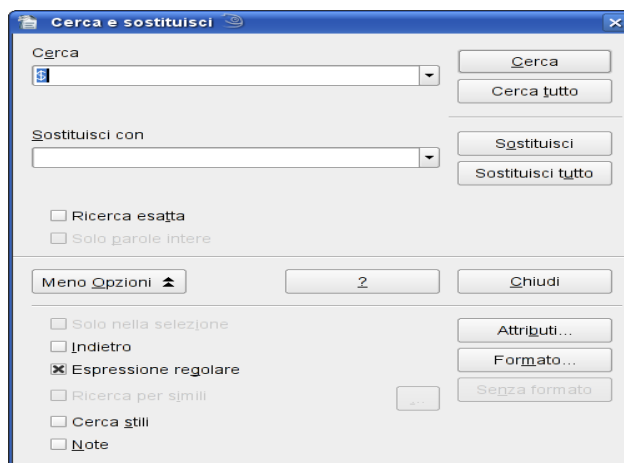 Cerca e sostituisci
Cerca
$
Cerca
Cerca tutto
Sostituisci con
Sostituisci
Sostituisci tutto
Ricerca esatta
Solo parole intere
Meno Opzioni
?
Chiudi
Solo nella selezione
Indietro
Espressione regolare
Ricerca per simili
...
Cerca stili
Note
Attributi...
Formato...
Senza formato